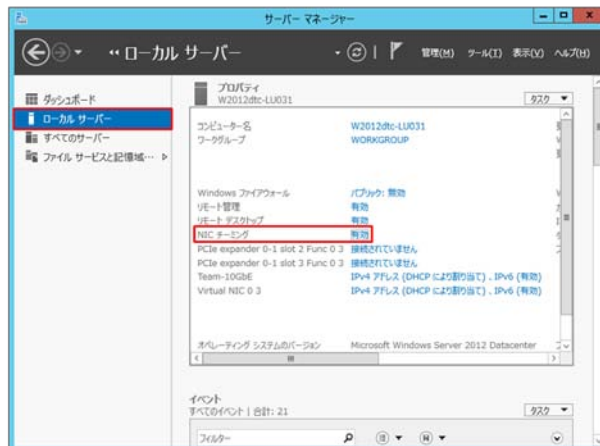 サーバー マネージャー
ローカル サーバー
管理(M) ツール(T) 表示(V) ヘルプ(H)
ダッシュボード
ローカル サーバー
すべてのサーバー
ファイル サービスと記憶域…
プロパティ
W2012dtc-LU031
タスク
コンピューター名 W2012dtc-LU031
ワークグループ WORKGROUP
Windows ファイアウォール パブリック: 無効
リモート管理 有効
リモート デスクトップ 有効
NIC チーミング 有効
PCIe expander 0-1 slot 2 Func 0 3 接続されていません
PCIe expander 0-1 slot 3 Func 0 3 接続されていません
Team-10GbE IPv4 アドレス (DHCP により割り当て) , IPv6 (有効)
Virtual NIC 0 3 IPv4 アドレス (DHCP により割り当て) , IPv6 (有効)
オペレーティング システムのバージョン Microsoft Windows Server 2012 Datacenter
イベント
すべてのイベント | 合計: 21
タスク
フィルター